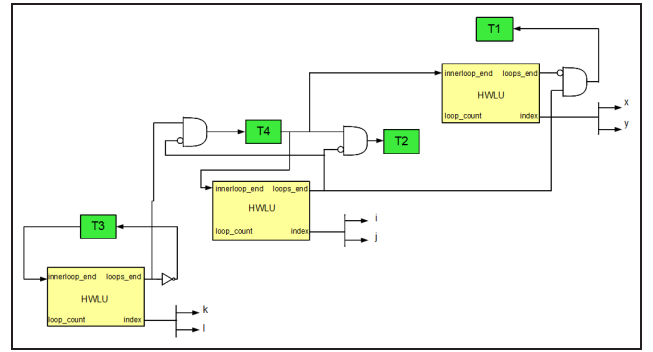 T1
innerloop_end loops_end
HWLU
loop_count index
x
y
T4
T2
innerloop_end loops_end
HWLU
loop_count index
i
j
T3
innerloop_end loops_end
HWLU
loop_count index
k
l